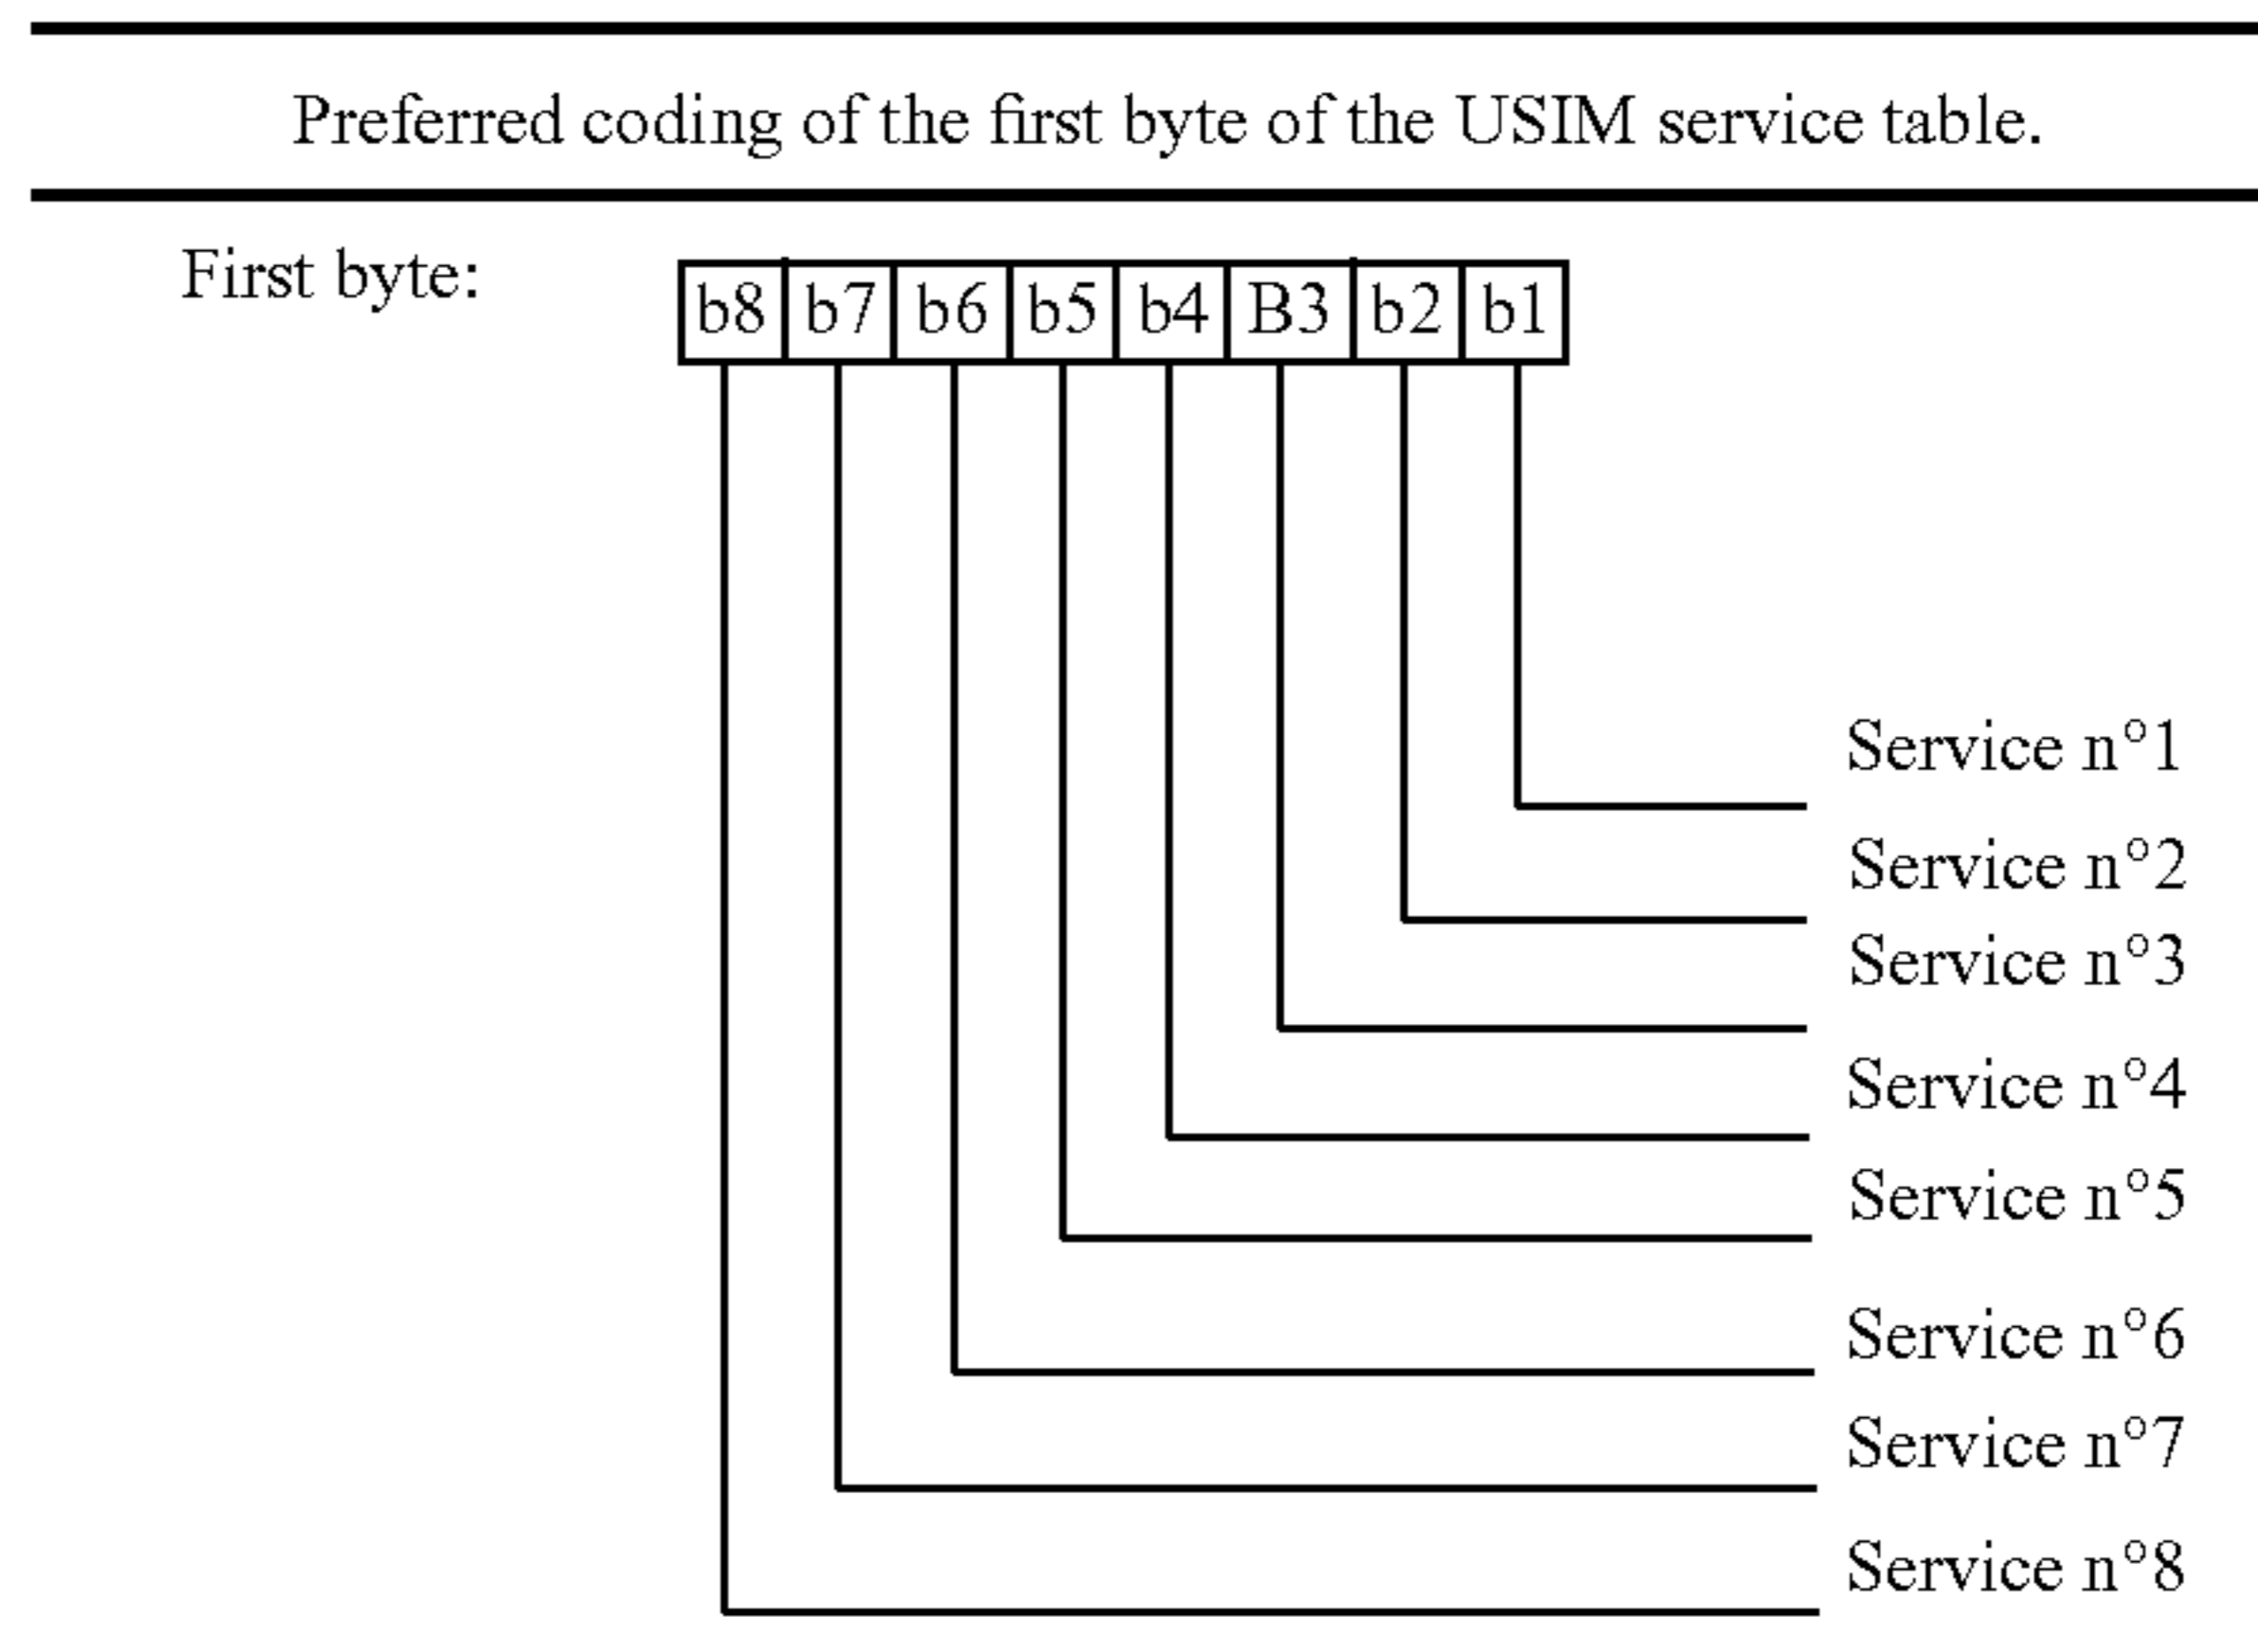 Preferred coding of the first byte of the USIM service table.
First byte:
b8 b7 b6 b5 b4 B3 b2 b1
Service n°1
Service n°2
Service n°3
Service n°4
Service n°5
Service n°6
Service n°7
Service n°8